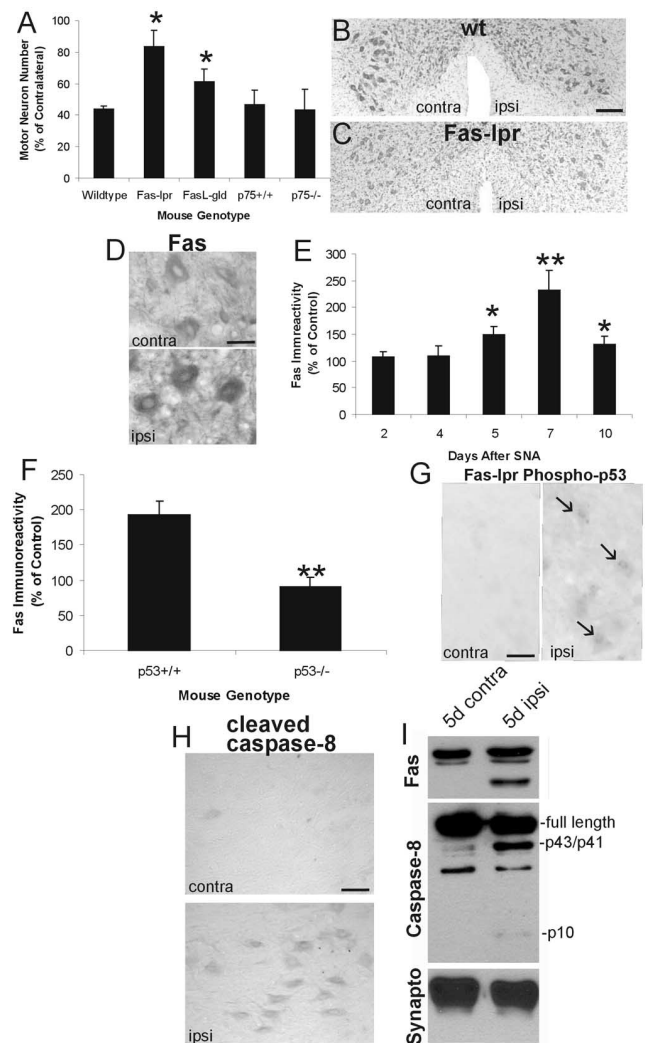 A
Motor Neuron Number
(% of Contralateral)
120
100
80
60
40
20
0
*
*
Wildtype Fas-lpr FasL-gld p75+/+ p75-/-
Mouse Genotype
B
wt
contra ipsi
C
Fas-lpr
contra ipsi
D
Fas
contra
ipsi
E
Fas Immreactivity
(% of Control)
300
250
200
150
100
50
0
*
**
*
2 4 5 7 10
Days After SNA
F
Fas Immunoreactivity
(% of Control)
250
200
150
100
50
0
**
p53+/+ p53-/-
Mouse Genotype
G
Fas-lpr Phospho-p53
contra ipsi
H
cleaved
caspase-8
contra
ipsi
I
5d contra
5d ipsi
Fas
Caspase-8
-full length
-p43/p41
-p10
Synapto